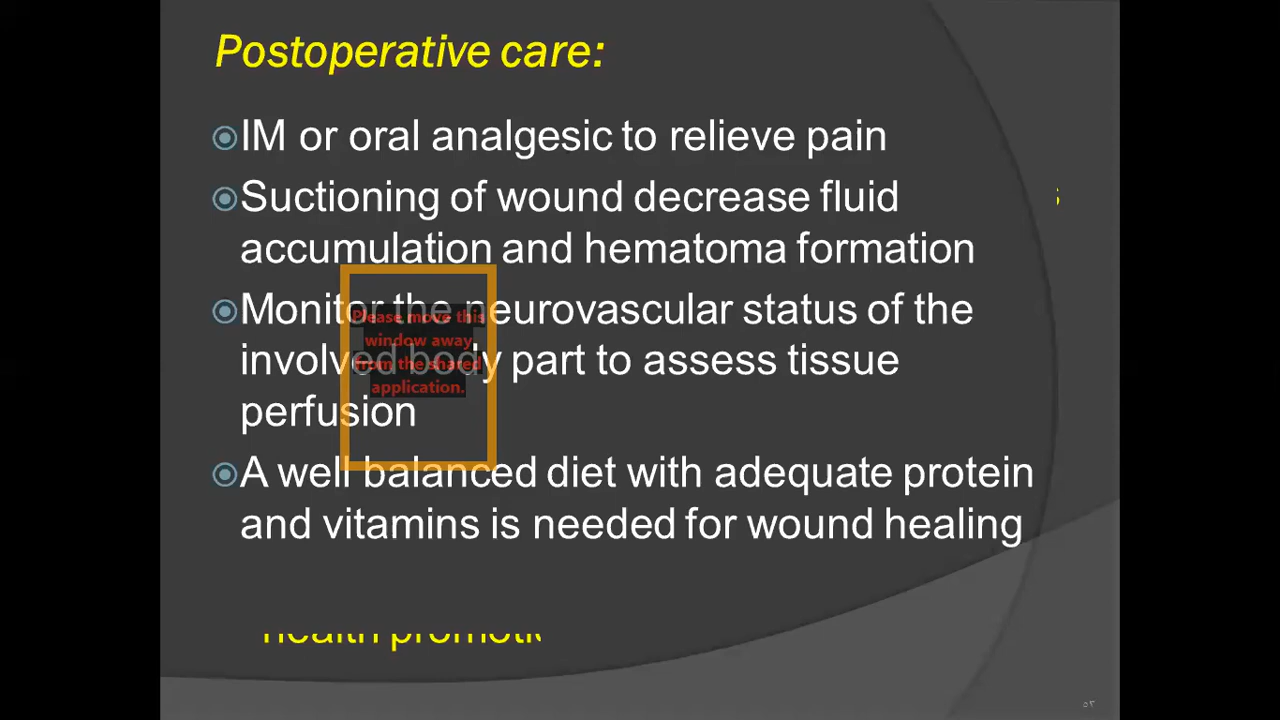 Postoperative care:
IM or oral analgesic to relieve pain
Suctioning of wound decrease fluid
accumulation and hematoma formation
Monitor the neurovascular status of the
involved body part to assess tissue
perfusion
Please move this
window away
from the shared
application.
A well balanced diet with adequate protein
and vitamins is needed for wound healing
health
٥٣